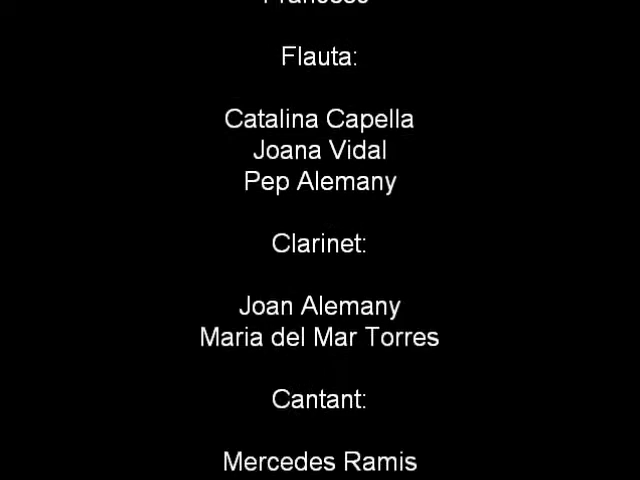 Flauta:
Catalina Capella
Joana Vidal
Pep Alemany
Clarinet:
Joan Alemany
Maria del Mar Torres
Cantant:
Mercedes Ramis